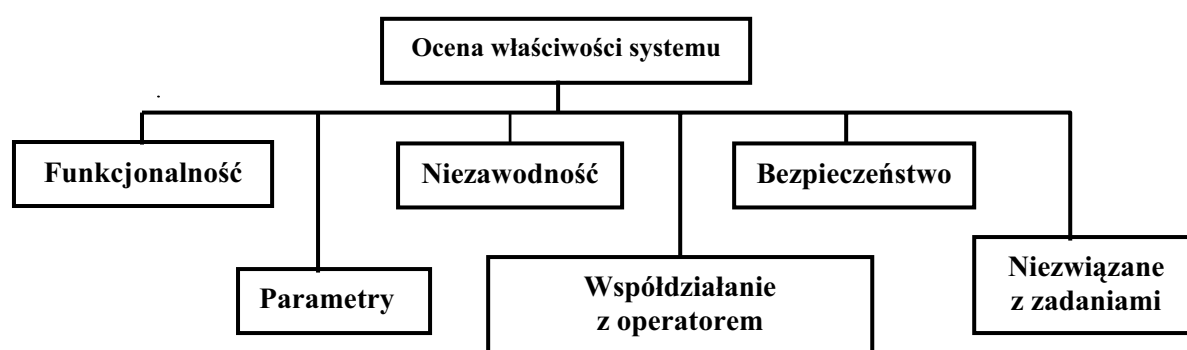 Ocena właściwości systemu
Funkcjonalność
Niezawodność
Bezpieczeństwo
Parametry
Współdziałanie
z operatorem
Niezwiązane
z zadaniami